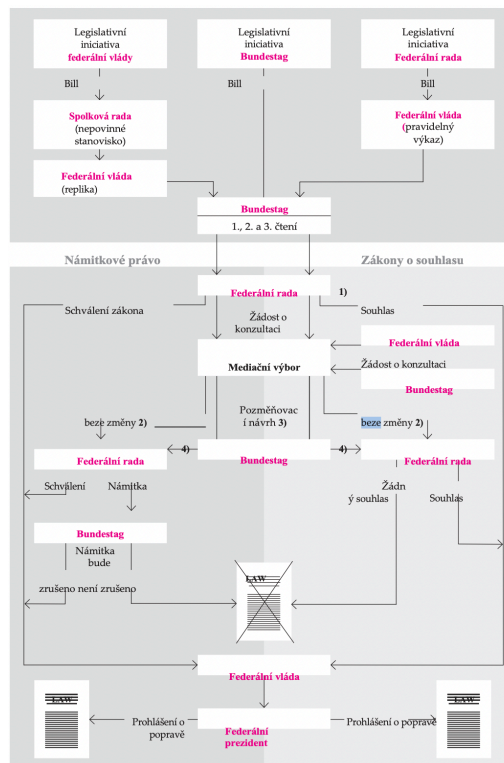 Legislativní
iniciativa
federální vlády
Legislativní
iniciativa
Bundestag
Legislativní
iniciativa
Federální rada
Bill
Bill
Bill
Spolková rada
(nepovinné
stanovisko)
Federální vláda
(pravidelný
výkaz)
Federální vláda
(replika)
Bundestag
1., 2. a 3. čtení
Námitkové právo
Zákony o souhlasu
Federální rada
1)
Schválení zákona
Souhlas
Žádost o
konzultaci
Federální vláda
Mediační výbor
Žádost o konzultaci
Bundestag
Pozměňovac
í návrh 3)
beze změny 2)
beze změny 2)
4)
4)
Federální rada
Bundestag
Federální rada
Schválení
Námitka
Žádn
ý souhlas
Souhlas
Bundestag
Námitka
bude
zrušeno není zrušeno
LAW
Federální vláda
LAW
LAW
Prohlášení o
popravě
Federální
prezident
Prohlášení o popravě